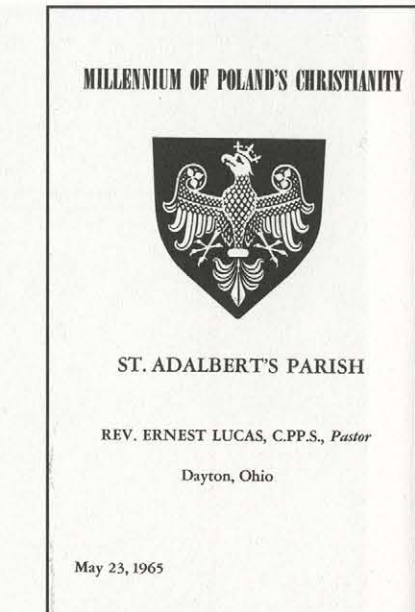 MILLENNIUM OF POLAND'S CHRISTIANITY
ST. ADALBERT'S PARISH
REV. ERNEST LUCAS, C.PP.S., Pastor
Dayton, Ohio
May 23, 1965